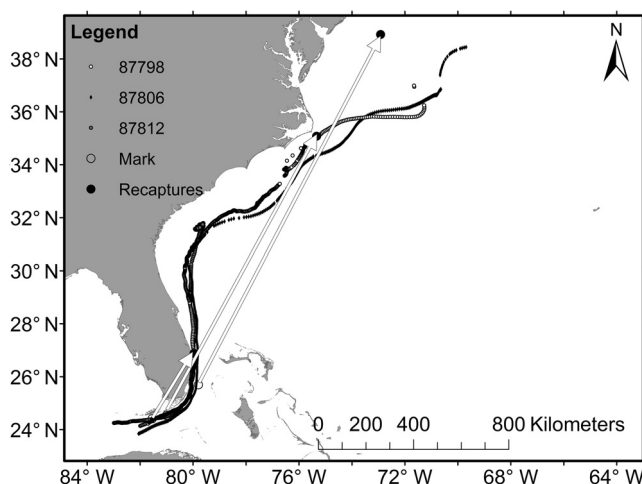 Legend
87798
87806
87812
Mark
Recaptures
N
38° N
36° N
34° N
32° N
30° N
28° N
26° N
24° N
0 200 400 800 Kilometers
84° W 80° W 76° W 72° W 68° W 64° W